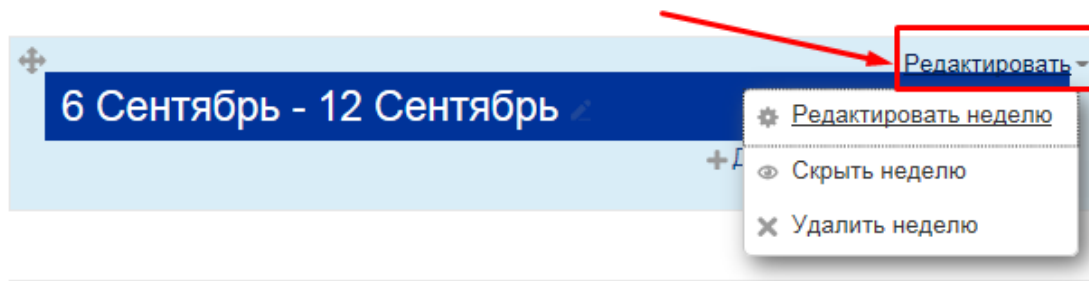 Редактировать
6 Сентябрь - 12 Сентябрь
Редактировать неделю
Скрыть неделю
Удалить неделю